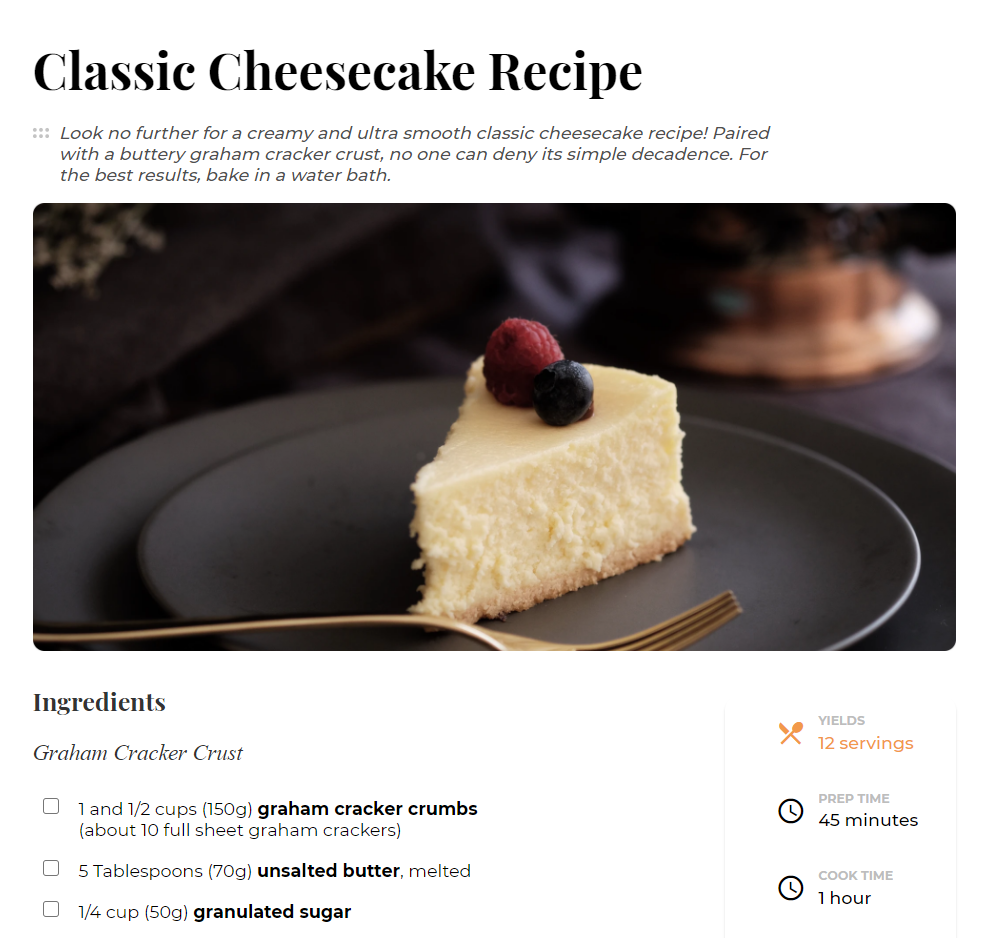 Classic Cheesecake Recipe
Look no further for a creamy and ultra smooth classic cheesecake recipe! Paired
with a buttery graham cracker crust, no one can deny its simple decadence. For
the best results, bake in a water bath.
Ingredients
Graham Cracker Crust
1 and 1/2 cups (150g) graham cracker crumbs
(about 10 full sheet graham crackers)
5 Tablespoons (70g) unsalted butter, melted
1/4 cup (50g) granulated sugar
YIELDS
12 servings
PREP TIME
45 minutes
COOK TIME
1 hour